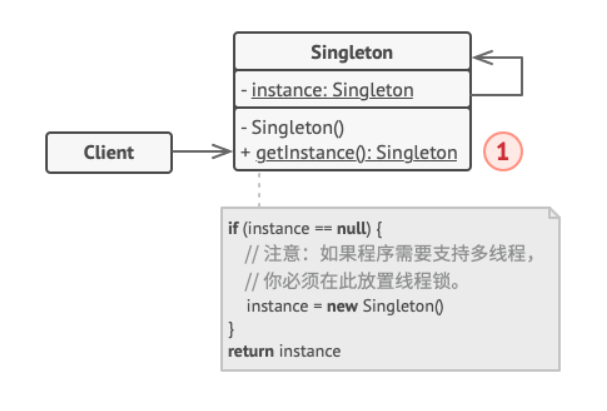 Singleton
- instance: Singleton
- Singleton()
+ getInstance(): Singleton
1
Client
if (instance == null) {
// 注意：如果程序需要支持多线程，
// 你必须在此放置线程锁。
instance = new Singleton()
}
return instance